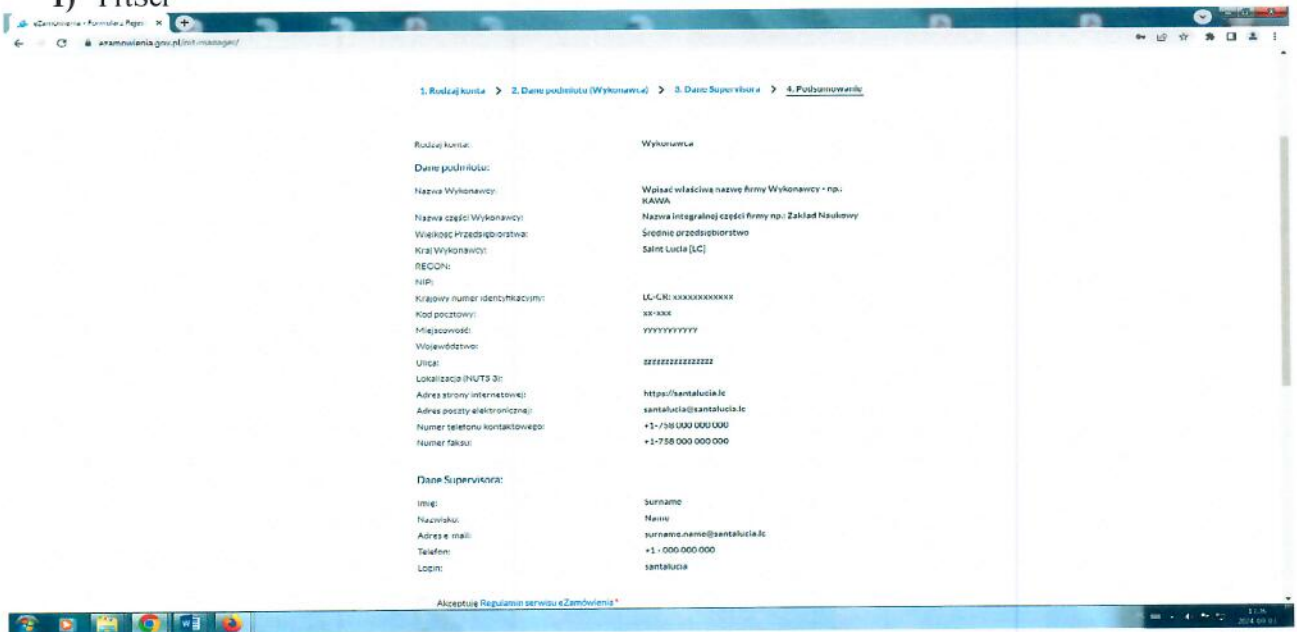 1) PrtScr
eZamówienia - Formularz Rejes
ezamowienia.gov.pl/mt-manager/
1. Rodzaj konta > 2. Dane podmiotu (Wykonawca) > 3. Dane Supervisora > 4. Podsumowanie
Rodzaj konta: Wykonawca
Dane podmiotu:
Nazwa Wykonawcy: Wpisać właściwą nazwę firmy Wykonawcy - np.:
KAWA
Nazwa części Wykonawcy: Nazwa integralnej części firmy np.: Zakład Naukowy
Wielkość Przedsiębiorstwa: Średnie przedsiębiorstwo
Kraj Wykonawcy: Saint Lucia [LC]
REGON:
NIP:
Krajowy numer identyfikacyjny: LC-CR: xxxxxxxxxxxx
Kod pocztowy: xx-xxx
Miejscowość: yyyyyyyyyyy
Województwo:
Ulica: zzzzzzzzzzzzzzzz
Lokalizacja (NUTS 3):
Adres strony internetowej: https://santalucia.lc
Adres poczty elektronicznej: santalucia@santalucia.lc
Numer telefonu kontaktowego: +1-758 000 000 000
Numer faksu: +1-758 000 000 000
Dane Supervisora:
Imię: Surname
Nazwisko: Name
Adres e-mail: surname.name@santalucia.lc
Telefon: +1 - 000 000 000
Login: santalucia
Akceptuję Regulamin serwisu eZamówienia *